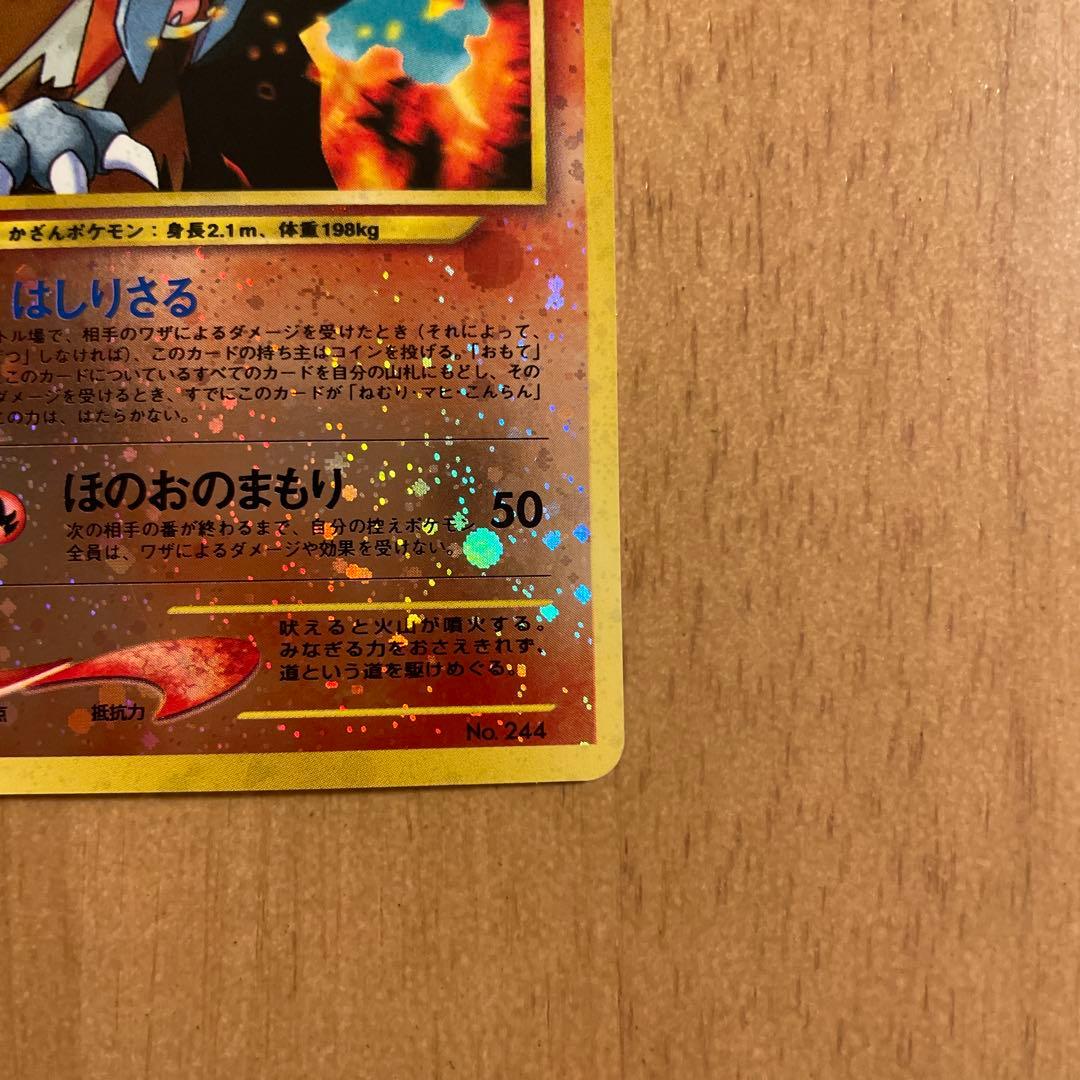 かざんポケモン：身長2.1m、体重198kg
はしりさる
トル場で、相手のワザによるダメージを受けたとき（それによって、
つ」しなければ）、このカードの持ち主はコインを投げる。「おもて」
このカードについているすべてのカードを自分の山札にもどし、その
ダメージを受けるとき、すでにこのカードが「ねむり・マヒ・こんらん」
この力は、はたらかない。
ほのおのまもり 50
次の相手の番が終わるまで、自分の控えポケモン
全員は、ワザによるダメージや効果を受けない。
吠えると火山が噴火する。
みなぎる力をおさえきれず、
道という道を駆けめぐる。
点 抵抗力
No. 244